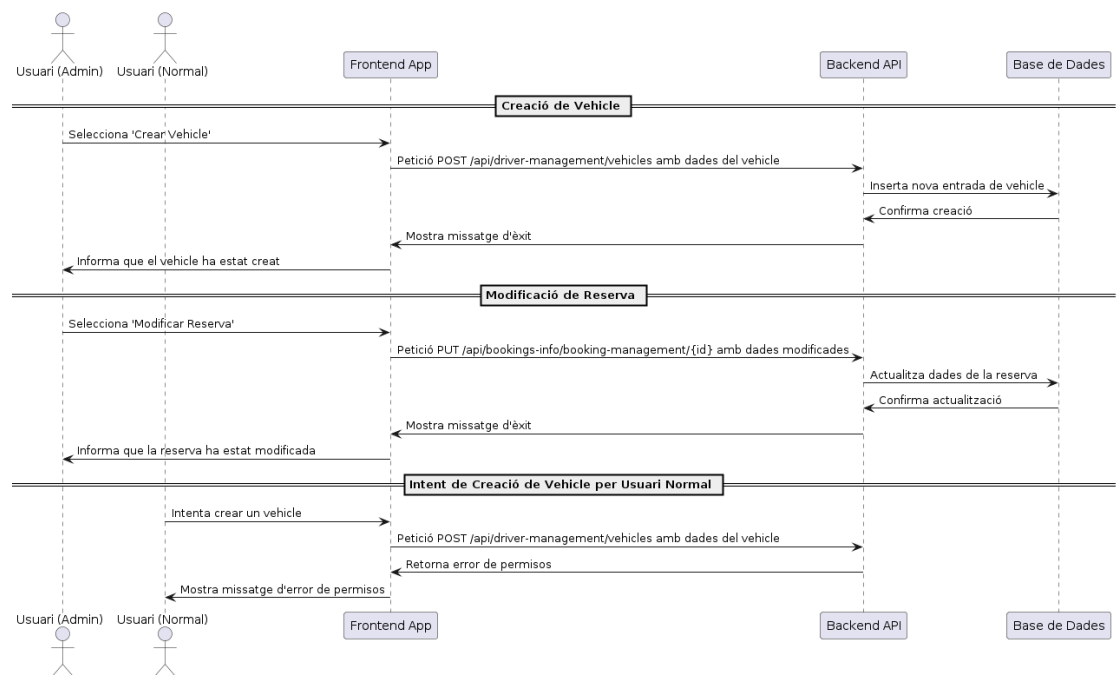 Usuari (Admin)
Usuari (Normal)
Frontend App
Backend API
Base de Dades
Creació de Vehicle
Selecciona 'Crear Vehicle'
Petició POST /api/driver-management/vehicles amb dades del vehicle
Inserta nova entrada de vehicle
Confirma creació
Mostra missatge d'èxit
Informa que el vehicle ha estat creat
Modificació de Reserva
Selecciona 'Modificar Reserva'
Petició PUT /api/bookings-info/booking-management/{id} amb dades modificades
Actualitza dades de la reserva
Confirma actualització
Mostra missatge d'èxit
Informa que la reserva ha estat modificada
Intent de Creació de Vehicle per Usuari Normal
Intenta crear un vehicle
Petició POST /api/driver-management/vehicles amb dades del vehicle
Retorna error de permisos
Mostra missatge d'error de permisos
Usuari (Admin)
Usuari (Normal)
Frontend App
Backend API
Base de Dades